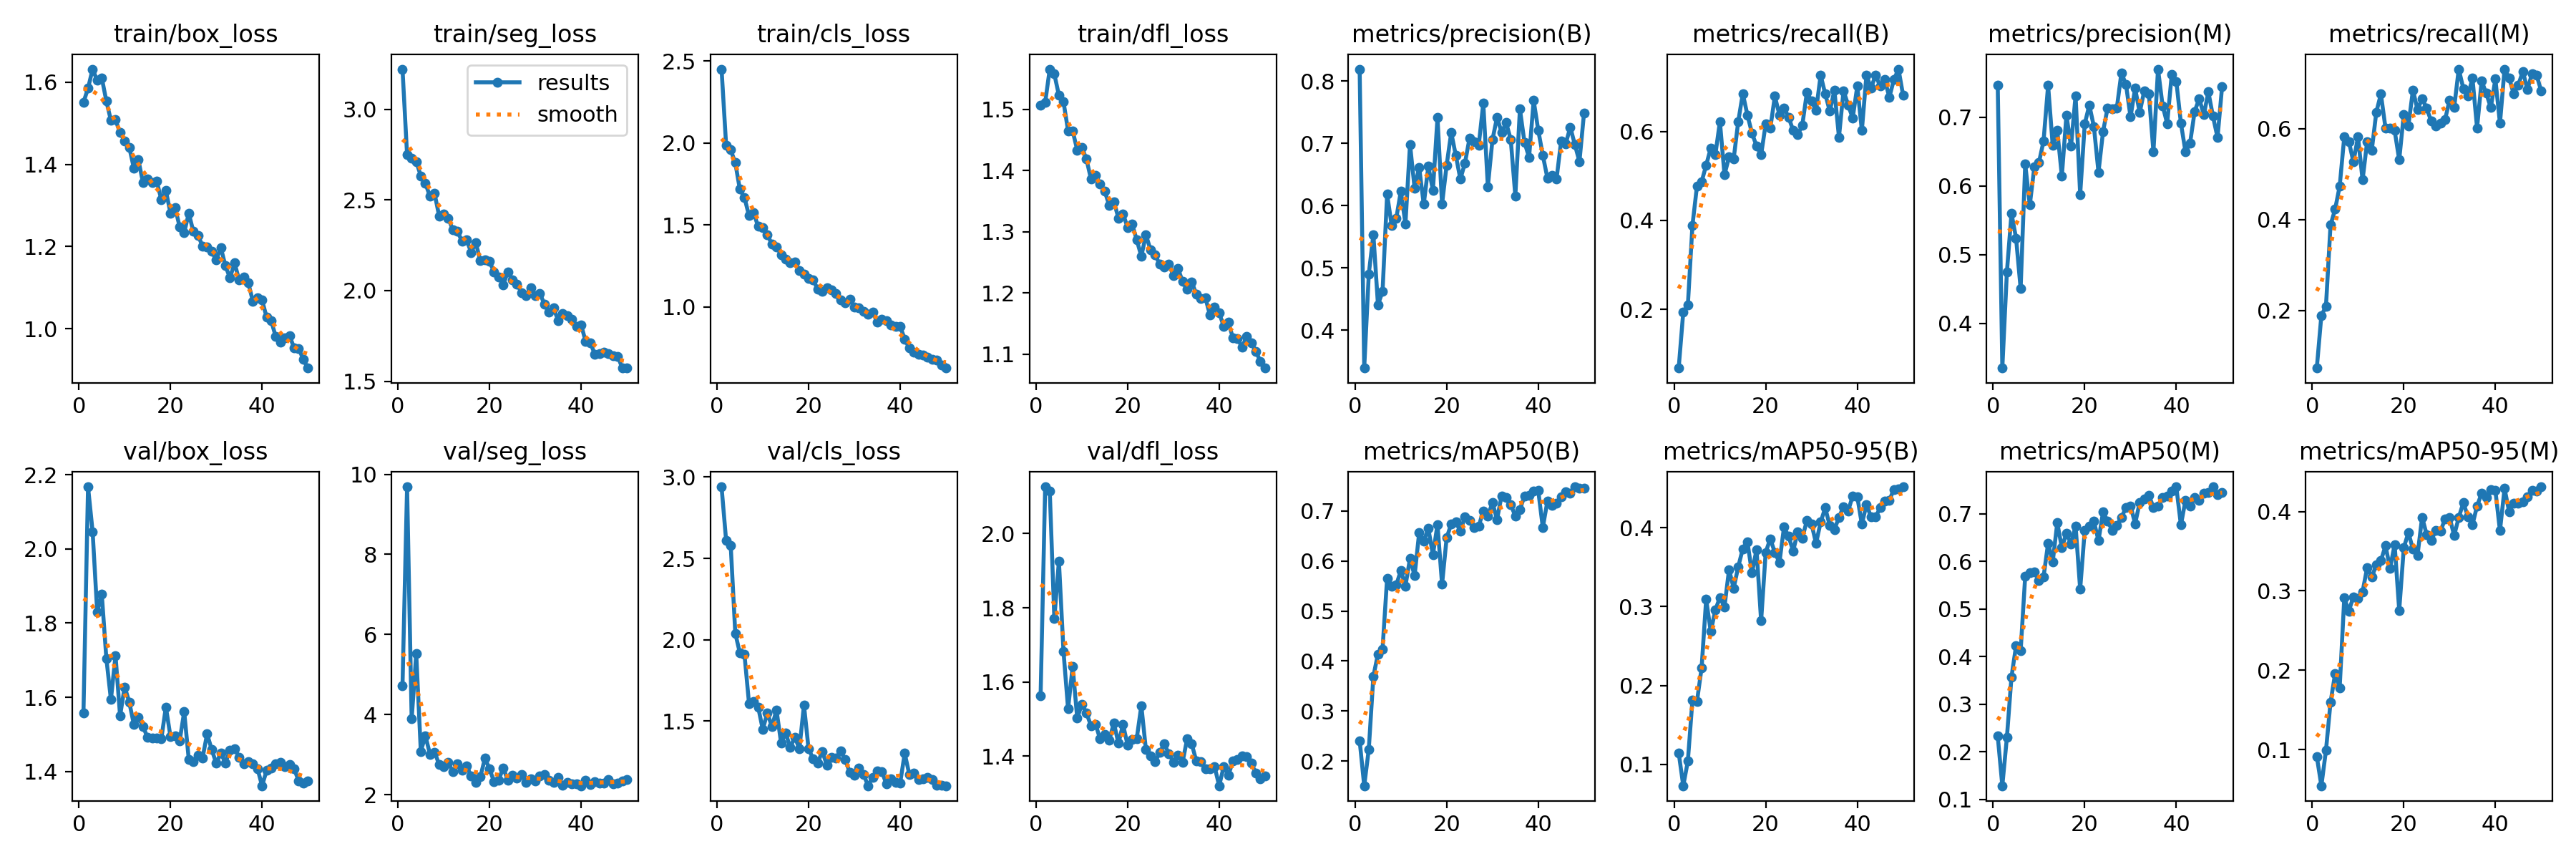 train/box_loss
1.6
1.4
1.2
1.0
0 20 40
train/seg_loss
results
smooth
3.0
2.5
2.0
1.5
0 20 40
train/cls_loss
2.5
2.0
1.5
1.0
0 20 40
train/dfl_loss
1.5
1.4
1.3
1.2
1.1
0 20 40
metrics/precision(B)
0.8
0.7
0.6
0.5
0.4
0 20 40
metrics/recall(B)
0.6
0.4
0.2
0 20 40
metrics/precision(M)
0.7
0.6
0.5
0.4
0 20 40
metrics/recall(M)
0.6
0.4
0.2
0 20 40
val/box_loss
2.2
2.0
1.8
1.6
1.4
0 20 40
val/seg_loss
10
8
6
4
2
0 20 40
val/cls_loss
3.0
2.5
2.0
1.5
0 20 40
val/dfl_loss
2.0
1.8
1.6
1.4
0 20 40
metrics/mAP50(B)
0.7
0.6
0.5
0.4
0.3
0.2
0 20 40
metrics/mAP50-95(B)
0.4
0.3
0.2
0.1
0 20 40
metrics/mAP50(M)
0.7
0.6
0.5
0.4
0.3
0.2
0.1
0 20 40
metrics/mAP50-95(M)
0.4
0.3
0.2
0.1
0 20 40